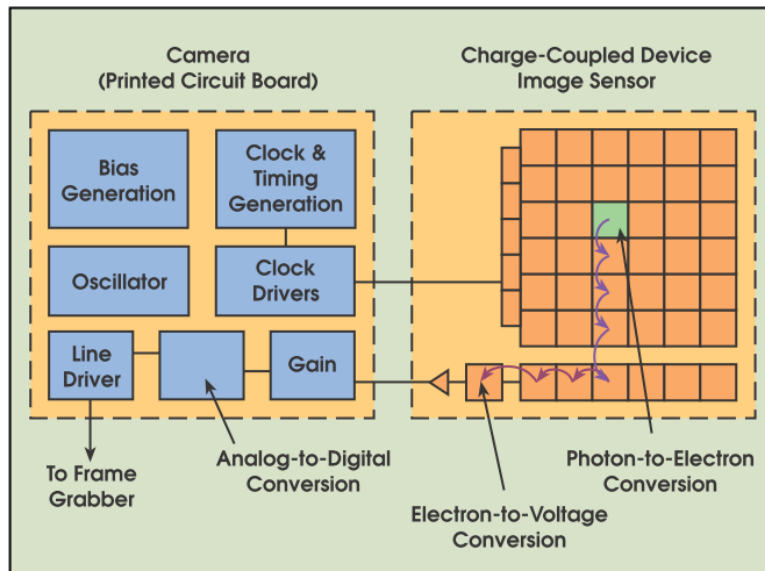 Camera
(Printed Circuit Board)
Charge-Coupled Device
Image Sensor
Bias
Generation
Clock &
Timing
Generation
Oscillator
Clock
Drivers
Line
Driver
Gain
To Frame
Grabber
Analog-to-Digital
Conversion
Electron-to-Voltage
Conversion
Photon-to-Electron
Conversion